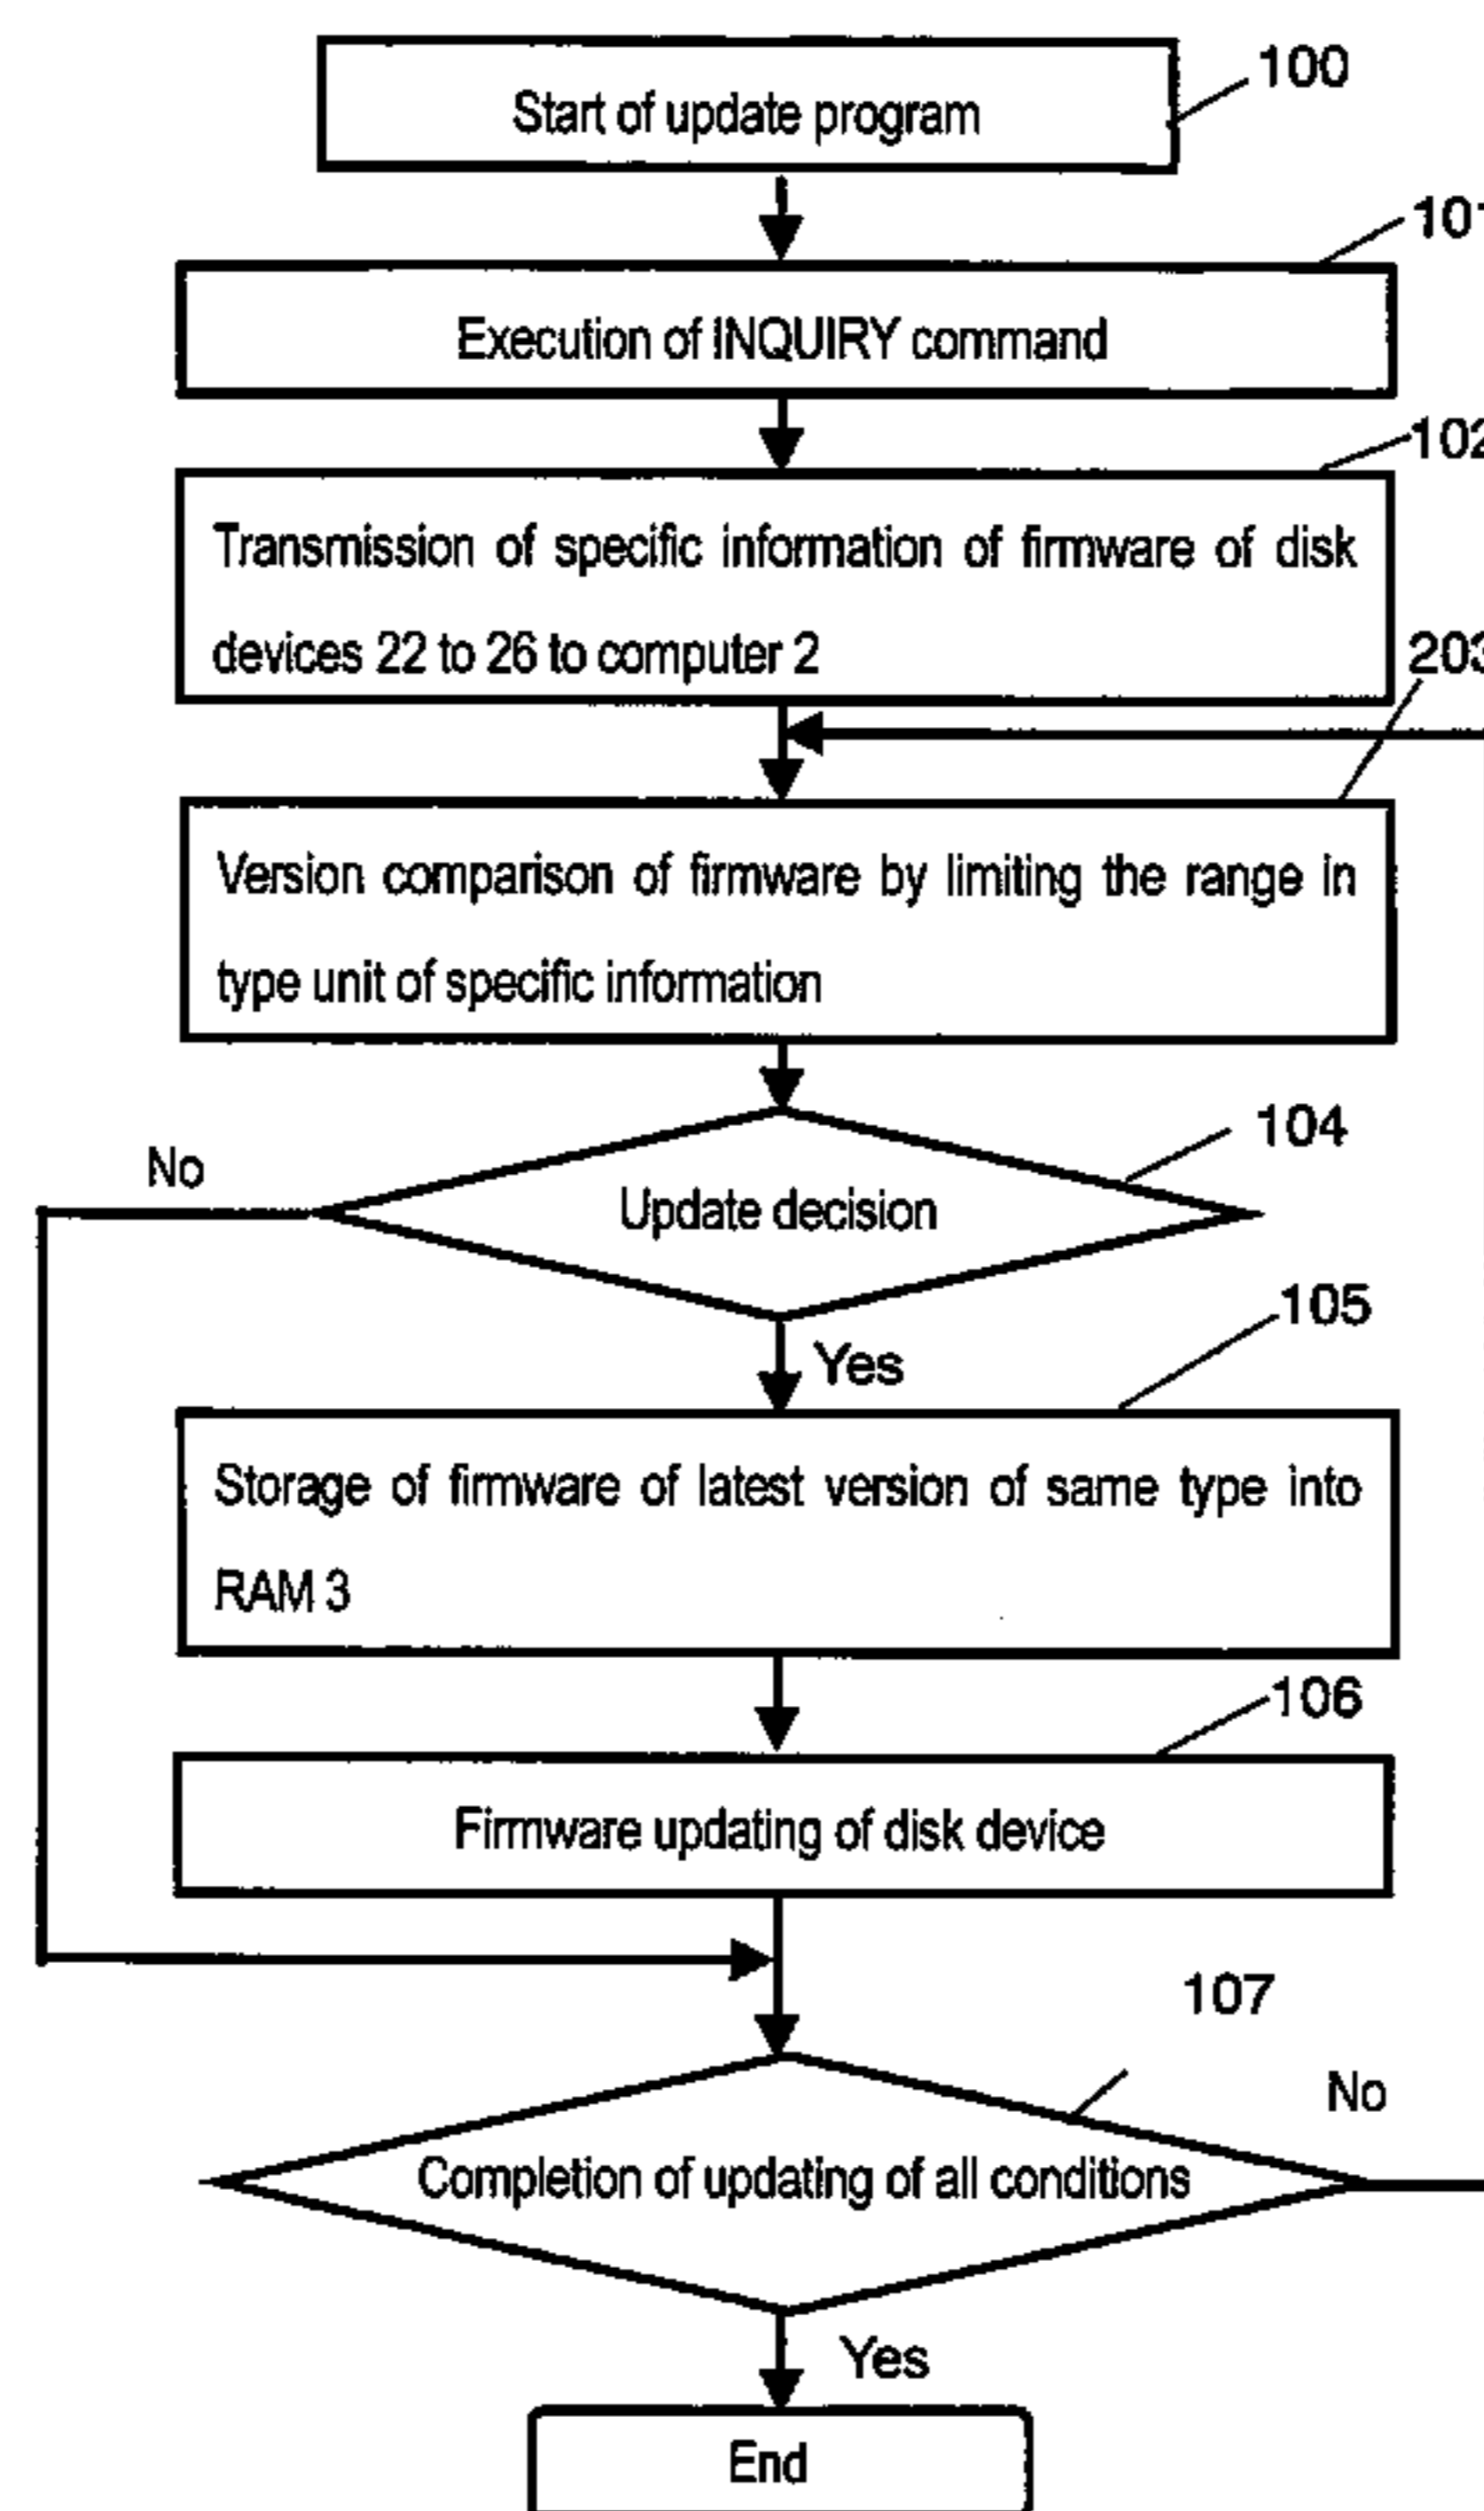 100
Start of update program
101
Execution of INQUIRY command
102
Transmission of specific information of firmware of disk
devices 22 to 26 to computer 2
203
Version comparison of firmware by limiting the range in
type unit of specific information
104
No
Update decision
105
Yes
Storage of firmware of latest version of same type into
RAM 3
106
Firmware updating of disk device
107
No
Completion of updating of all conditions
Yes
End